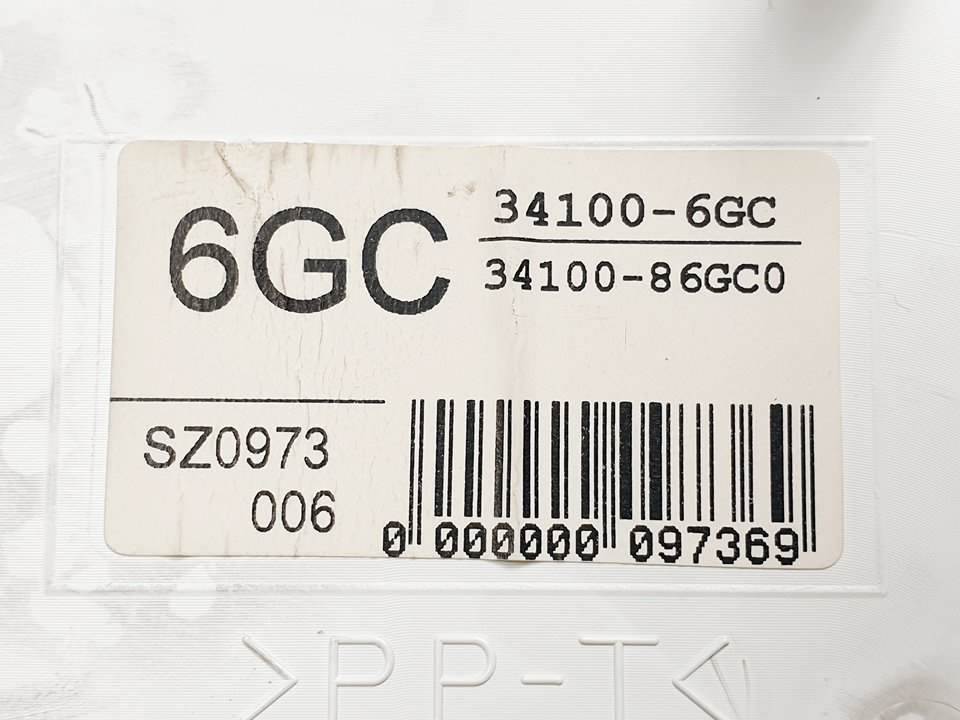 6GC
34100-6GC
34100-86GC0
SZ0973
006
0 000000 097369
>PP-T<